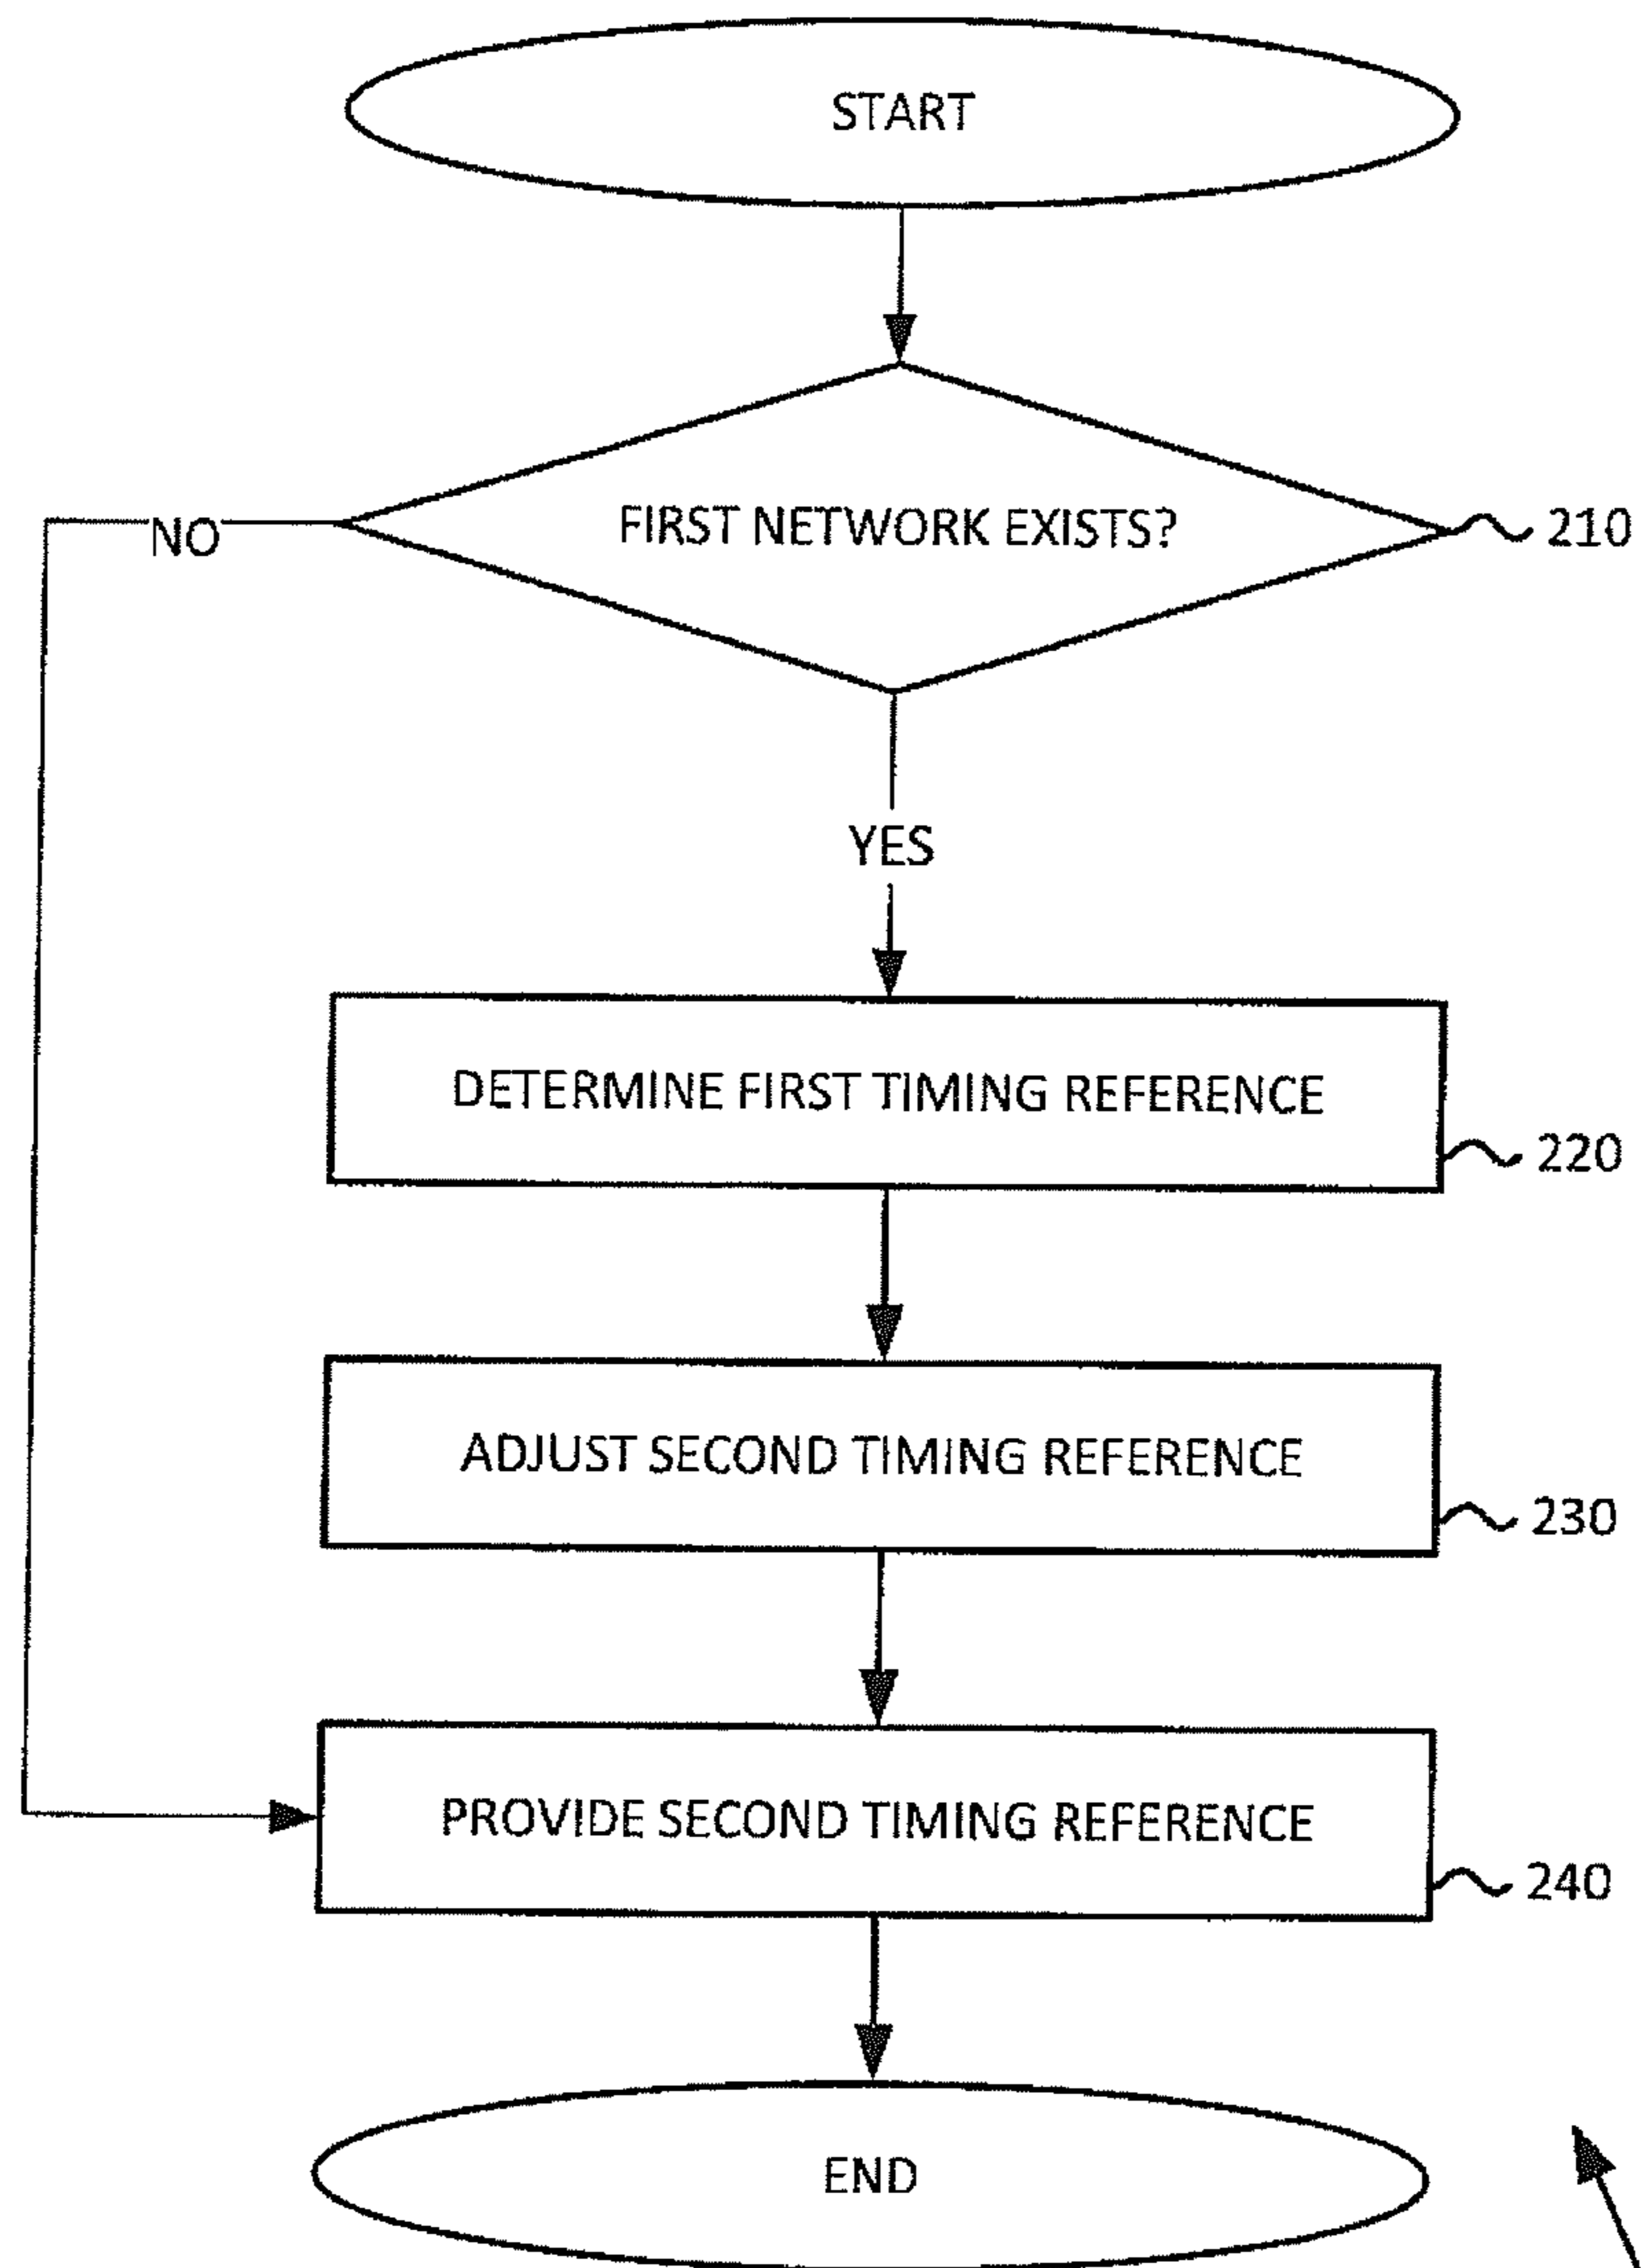 START
FIRST NETWORK EXISTS?
210
NO
YES
DETERMINE FIRST TIMING REFERENCE
220
ADJUST SECOND TIMING REFERENCE
230
PROVIDE SECOND TIMING REFERENCE
240
END